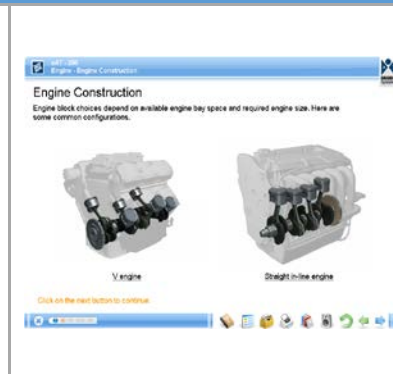 Engine - Engine Construction
Engine Construction
Engine block choices depend on available engine bay space and required engine size. Here are
some common configurations.
V engine
Straight in-line engine
Click on the next button to continue